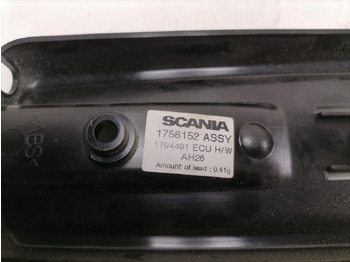 SCANIA
1758152 ASSY
1794491 ECU H/W
AH26
Amount of lead : 0.41g
>ABS<